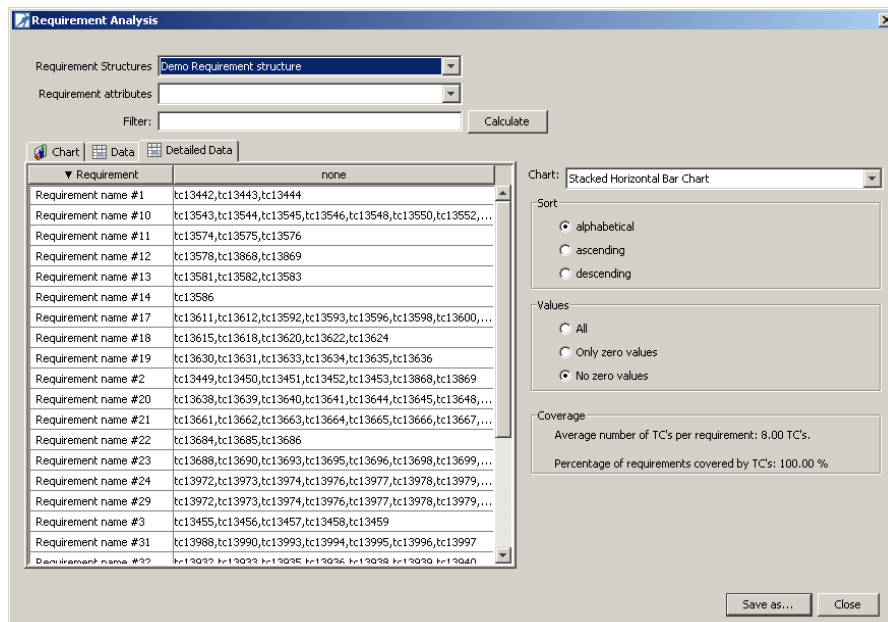 Requirement Analysis
Requirement Structures Demo Requirement structure
Requirement attributes
Filter: Calculate
Chart Data Detailed Data
▼ Requirement none
Requirement name #1 tc13442,tc13443,tc13444
Requirement name #10 tc13543,tc13544,tc13545,tc13546,tc13548,tc13550,tc13552,...
Requirement name #11 tc13574,tc13575,tc13576
Requirement name #12 tc13578,tc13868,tc13869
Requirement name #13 tc13581,tc13582,tc13583
Requirement name #14 tc13586
Requirement name #17 tc13611,tc13612,tc13592,tc13593,tc13596,tc13598,tc13600,...
Requirement name #18 tc13615,tc13618,tc13620,tc13622,tc13624
Requirement name #19 tc13630,tc13631,tc13633,tc13634,tc13635,tc13636
Requirement name #2 tc13449,tc13450,tc13451,tc13452,tc13453,tc13868,tc13869
Requirement name #20 tc13638,tc13639,tc13640,tc13641,tc13644,tc13645,tc13648,...
Requirement name #21 tc13661,tc13662,tc13663,tc13664,tc13665,tc13666,tc13667,...
Requirement name #22 tc13684,tc13685,tc13686
Requirement name #23 tc13688,tc13690,tc13693,tc13695,tc13696,tc13698,tc13699,...
Requirement name #24 tc13972,tc13973,tc13974,tc13976,tc13977,tc13978,tc13979,...
Requirement name #29 tc13972,tc13973,tc13974,tc13976,tc13977,tc13978,tc13979,...
Requirement name #3 tc13455,tc13456,tc13457,tc13458,tc13459
Requirement name #31 tc13988,tc13990,tc13993,tc13994,tc13995,tc13996,tc13997
Requirement name #32 tc13932,tc13933,tc13935,tc13936,tc13938,tc13939,tc13940
Chart: Stacked Horizontal Bar Chart
Sort
alphabetical
ascending
descending
Values
All
Only zero values
No zero values
Coverage
Average number of TC's per requirement: 8.00 TC's.
Percentage of requirements covered by TC's: 100.00 %
Save as... Close